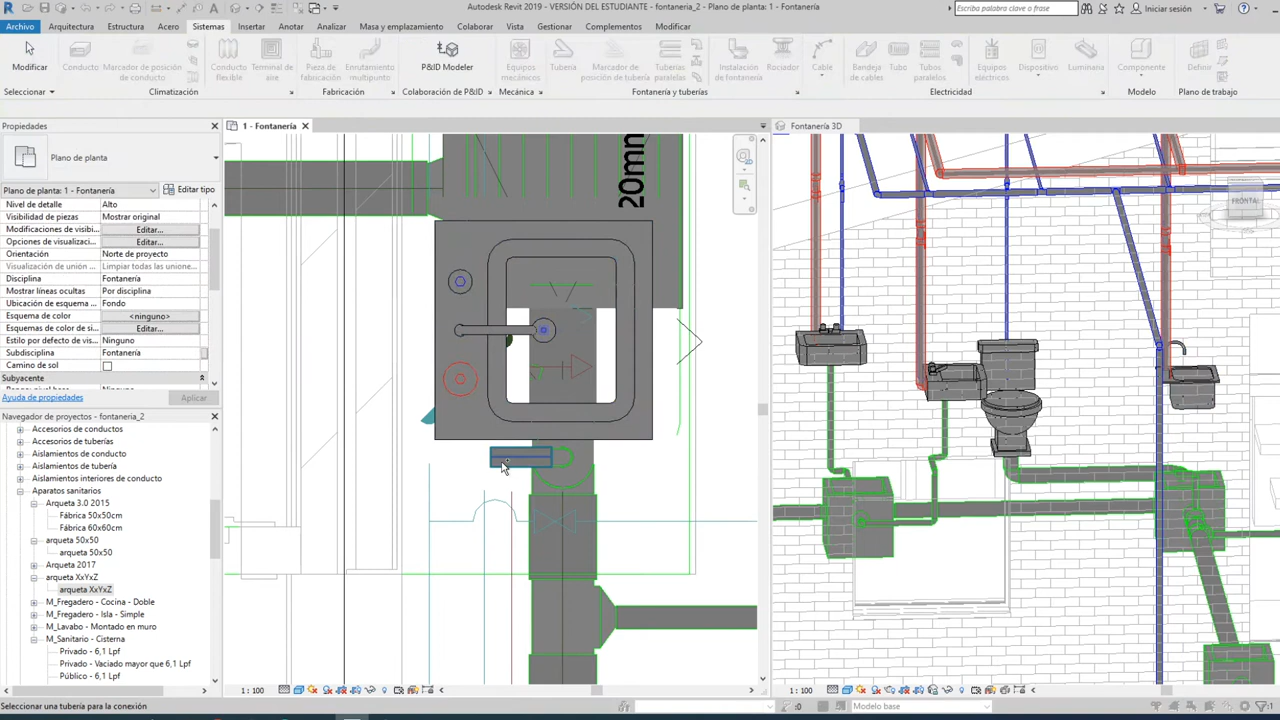 Autodesk Revit 2019 - VERSIÓN DEL ESTUDIANTE - fontaneria_2 - Plano de planta: 1 - Fontanería
Escriba palabra clave o frase
Iniciar sesión
Archivo Arquitectura Estructura Acero Sistemas Insertar Anotar Analizar Masa y emplazamiento Colaborar Vista Gestionar Complementos Modificar
Modificar
Conducto
Marcador de posición de conducto
Conducto flexible
Terminal de aire
Pieza de fabricación
Enrutamiento multipunto
P&ID Modeler
Equipos mecánicos
Tubería
Marcador de posición de tubería
Tuberías paralelas
Instalación de fontanería
Rociador
Cable
Bandeja de cables
Tubo
Tubos paralelos
Equipos eléctricos
Dispositivo
Luminaria
Componente
Definir
Seleccionar Climatización Fabricación Colaboración de P&ID Mecánica Fontanería y tuberías Electricidad Modelo Plano de trabajo
Propiedades
1 - Fontanería
Fontanería 3D
Plano de planta
Plano de planta: 1 - Fontanería
Editar tipo
Nivel de detalle Alto
Visibilidad de piezas Mostrar original
Modificaciones de visibi... Editar...
Opciones de visualizaci... Editar...
Orientación Norte de proyecto
Visualización de unión ... Limpiar todas las unione...
Disciplina Fontanería
Mostrar líneas ocultas Por disciplina
Ubicación de esquema ... Fondo
Esquema de color <ninguno>
Esquemas de color de si... Editar...
Estilo por defecto de vi... Ninguno
Subdisciplina Fontanería
Camino de sol
Subyacente
Ayuda de propiedades
Aplicar
Navegador de proyectos - fontaneria_2
Accesorios de conductos
Accesorios de tuberías
Aislamientos de conducto
Aislamientos de tubería
Aislamientos interiores de conducto
Aparatos sanitarios
Arqueta 3.0 2015
Fábrica 50x50cm
Fábrica 60x60cm
arqueta 50x50
arqueta 50x50
Arqueta 2017
arqueta XxYxZ
arqueta XxYxZ
M_Fregadero - Cocina - Doble
M_Fregadero - Isla - Simple
M_Lavabo - Montado en muro
M_Sanitario - Cisterna
Privado - 6,1 Lpf
Privado - Vaciado mayor que 6,1 Lpf
Público - 6,1 Lpf
FRONTAL
1 : 100
1 : 100
Seleccionar una tubería para la conexión
:0
Modelo base
:1